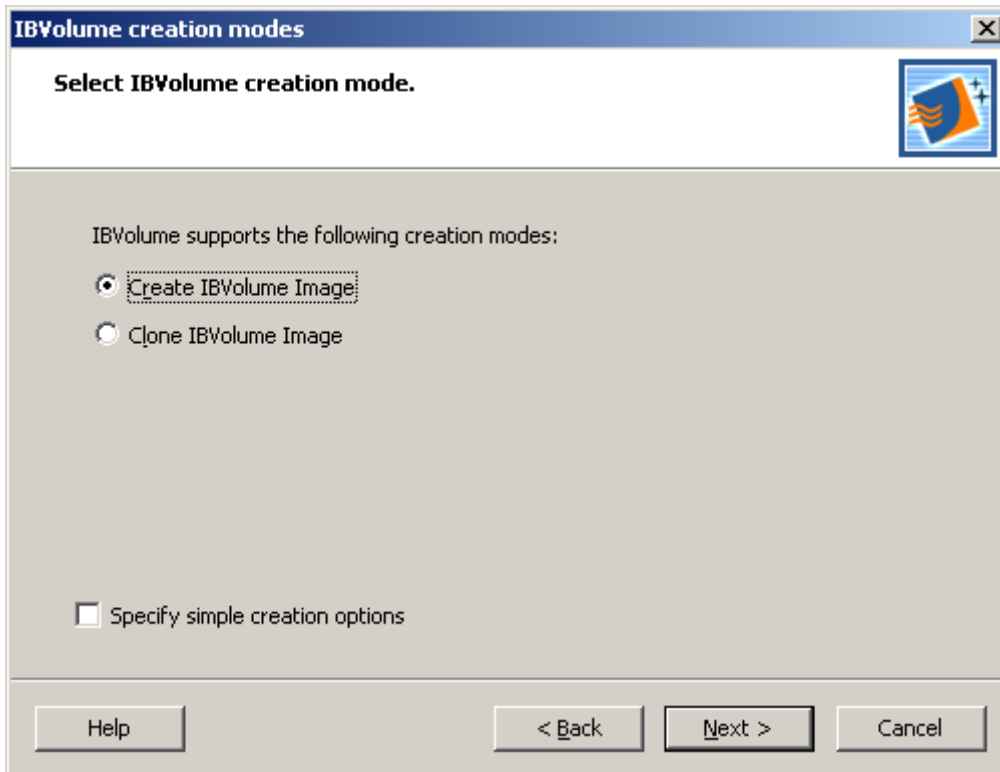 IBVolume creation modes
Select IBVolume creation mode.
IBVolume supports the following creation modes:
Create IBVolume Image
Clone IBVolume Image
Specify simple creation options
Help
< Back
Next >
Cancel